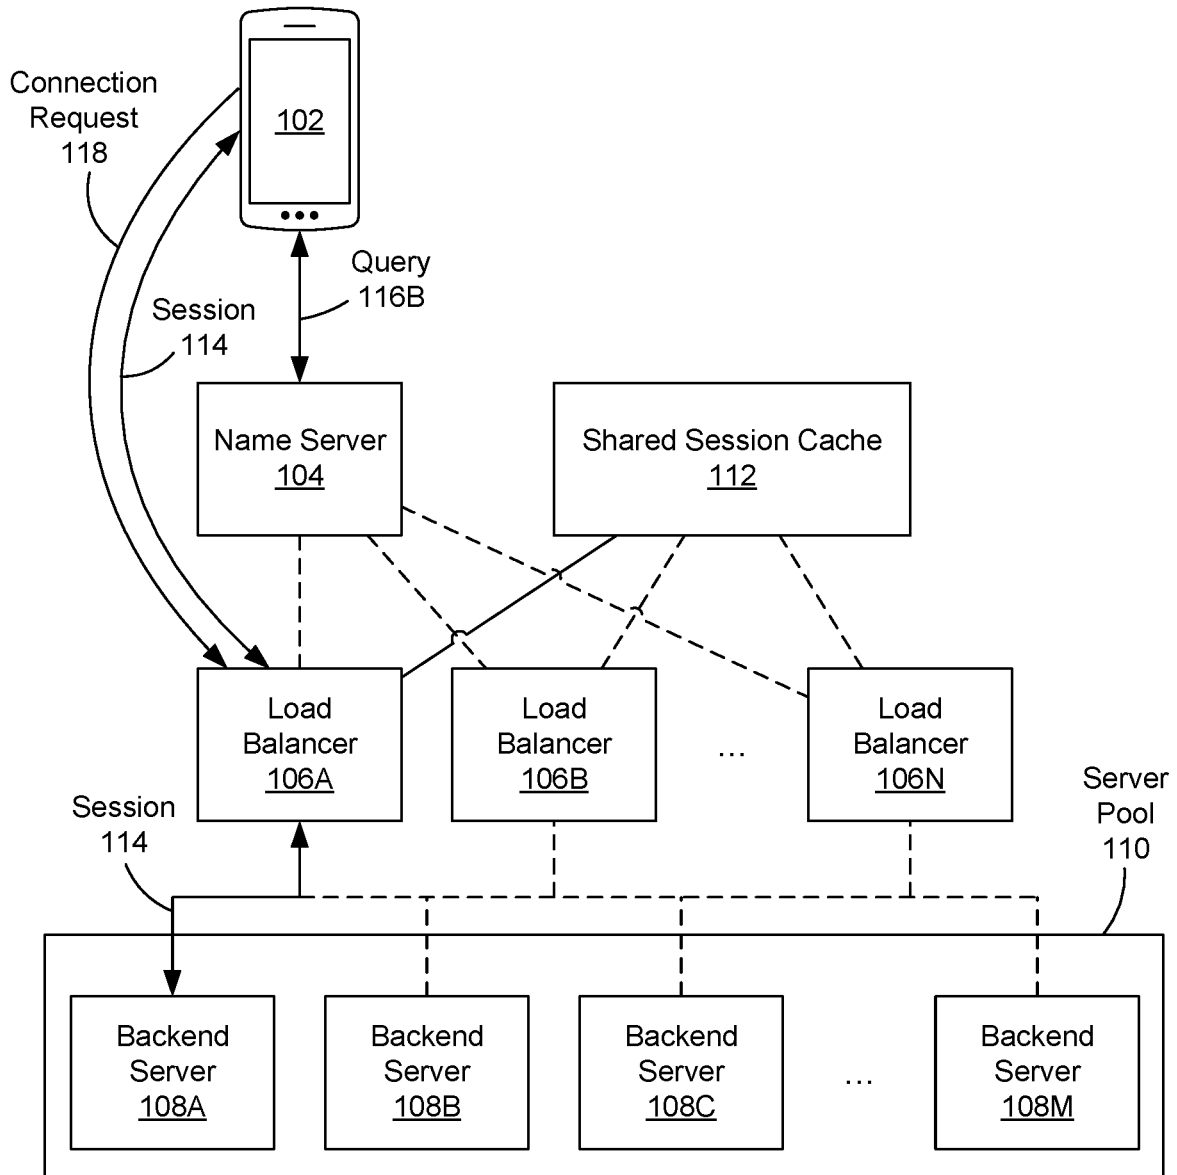 Connection
Request
118
102
Query
116B
Session
114
Name Server
104
Shared Session Cache
112
Load
Balancer
106A
Load
Balancer
106B
...
Load
Balancer
106N
Session
114
Server
Pool
110
Backend
Server
108A
Backend
Server
108B
Backend
Server
108C
...
Backend
Server
108M